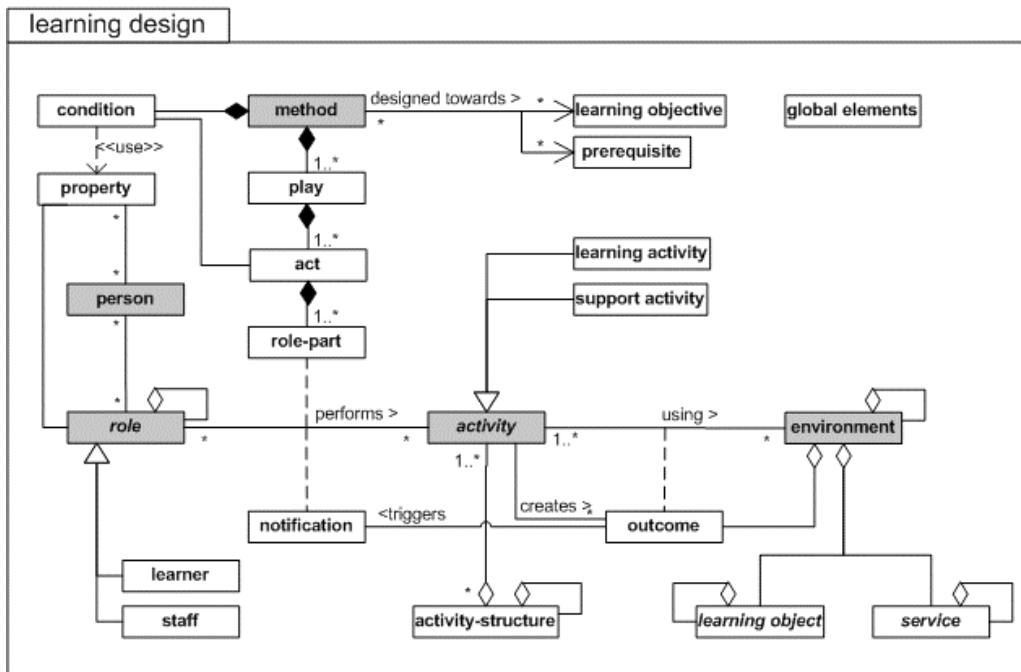 learning design
condition
method
designed towards >
*
*
learning objective
global elements
<<use>>
*
prerequisite
1..*
property
play
*
1..*
act
learning activity
*
person
support activity
*
1..*
role-part
*
performs >
using >
role
*
*
activity
1..*
*
environment
1..*
creates >
*
notification
<triggers
outcome
learner
*
staff
activity-structure
learning object
service